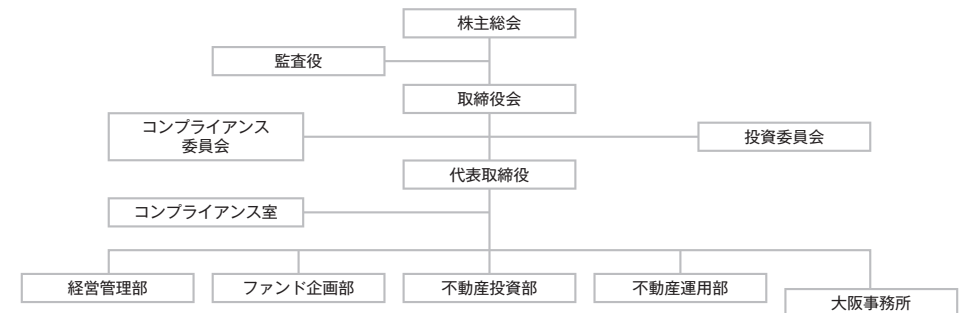 株主総会
監査役
取締役会
コンプライアンス
委員会
投資委員会
代表取締役
コンプライアンス室
経営管理部
ファンド企画部
不動産投資部
不動産運用部
大阪事務所